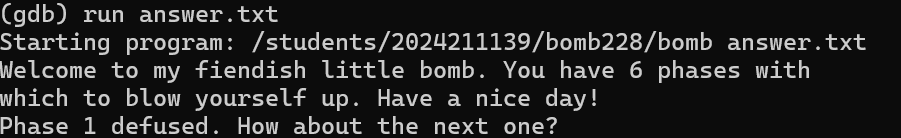 (gdb) run answer.txt
Starting program: /students/2024211139/bomb228/bomb answer.txt
Welcome to my fiendish little bomb. You have 6 phases with
which to blow yourself up. Have a nice day!
Phase 1 defused. How about the next one?